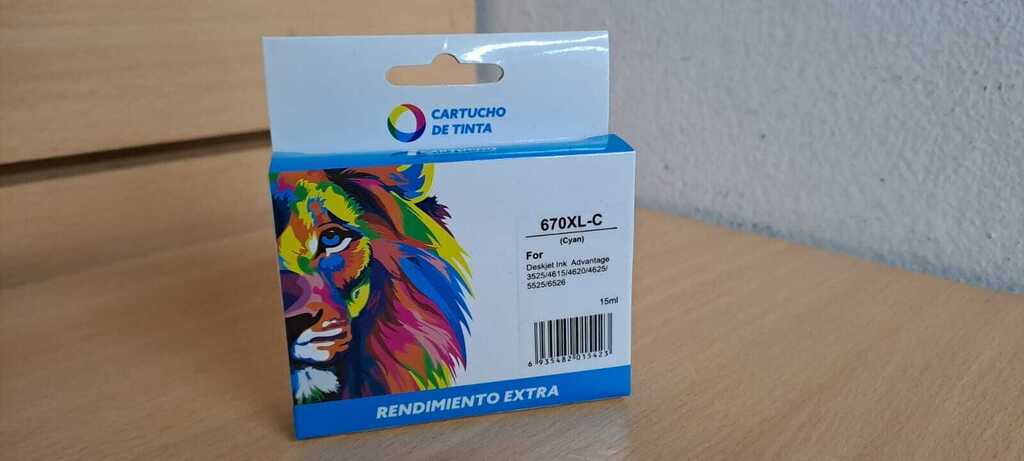 CARTUCHO
DE TINTA
670XL-C
(Cyan)
For
Deskjet Ink Advantage
3525/4615/4620/4625/
5525/6526
15ml
6 935482 015423
RENDIMIENTO EXTRA